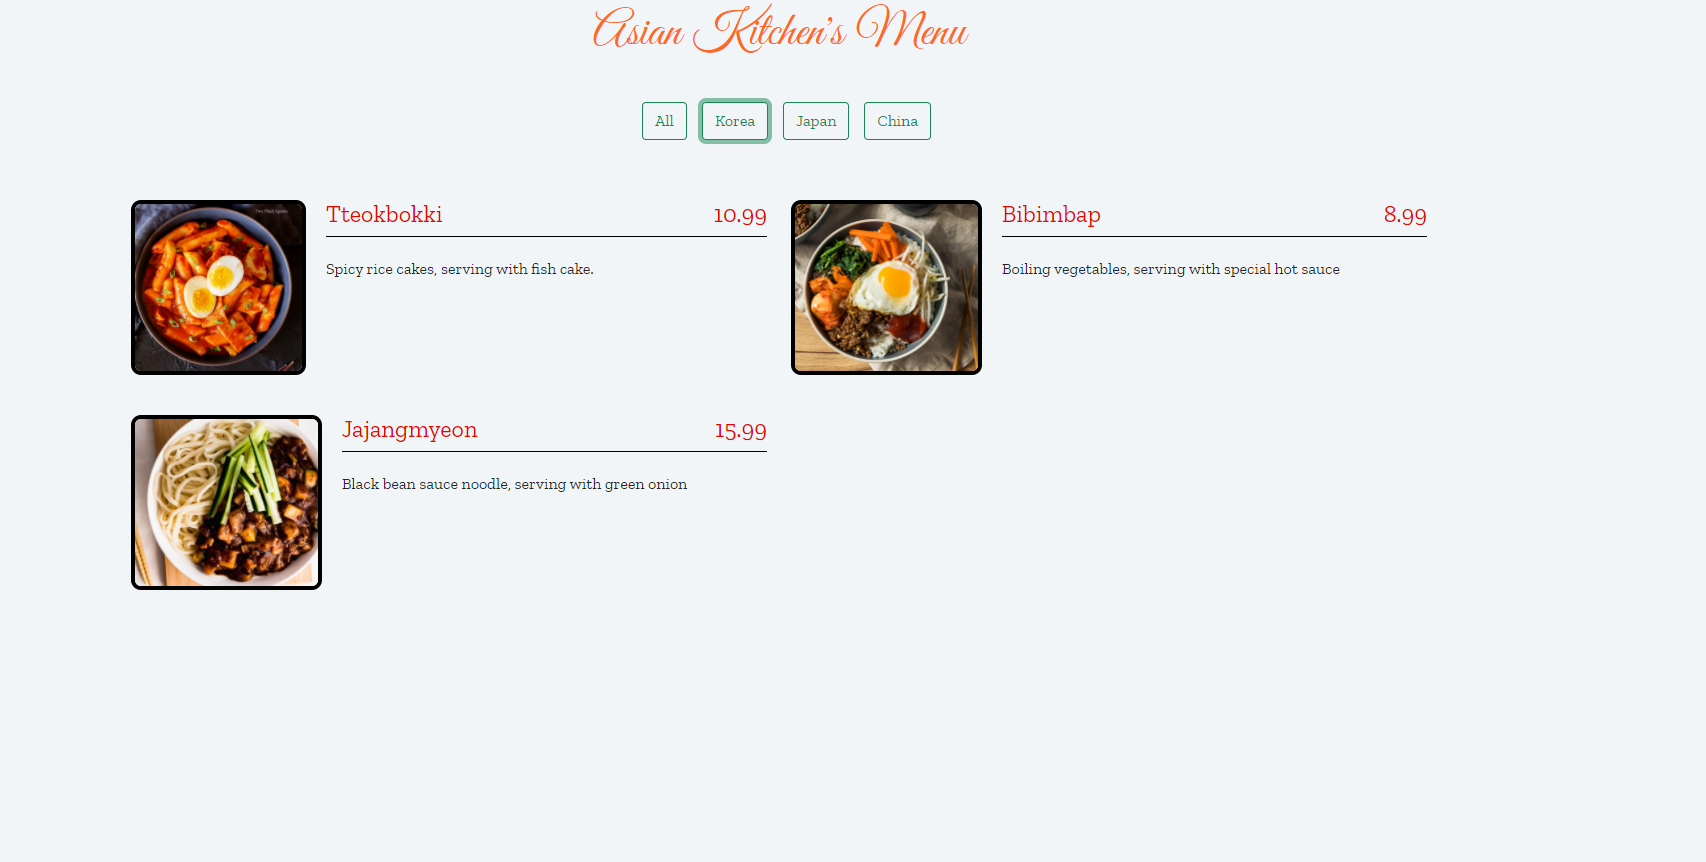 Asian Kitchen's Menu
All
Korea
Japan
China
Tteokbokki 10.99
Spicy rice cakes, serving with fish cake.
Bibimbap 8.99
Boiling vegetables, serving with special hot sauce
Jajangmyeon 15.99
Black bean sauce noodle, serving with green onion